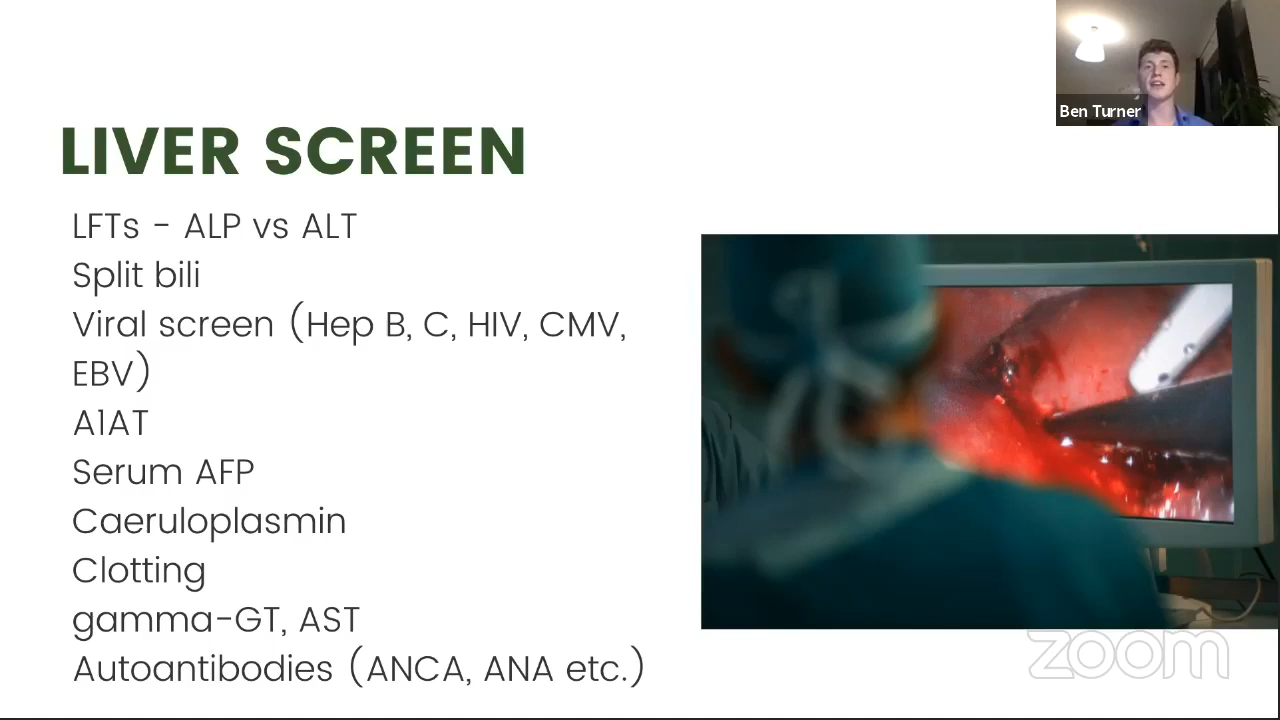 Ben Turner
LIVER SCREEN
LFTs - ALP vs ALT
Split bili
Viral screen (Hep B, C, HIV, CMV,
EBV)
A1AT
Serum AFP
Caeruloplasmin
Clotting
gamma-GT, AST
Autoantibodies (ANCA, ANA etc.)
zoom